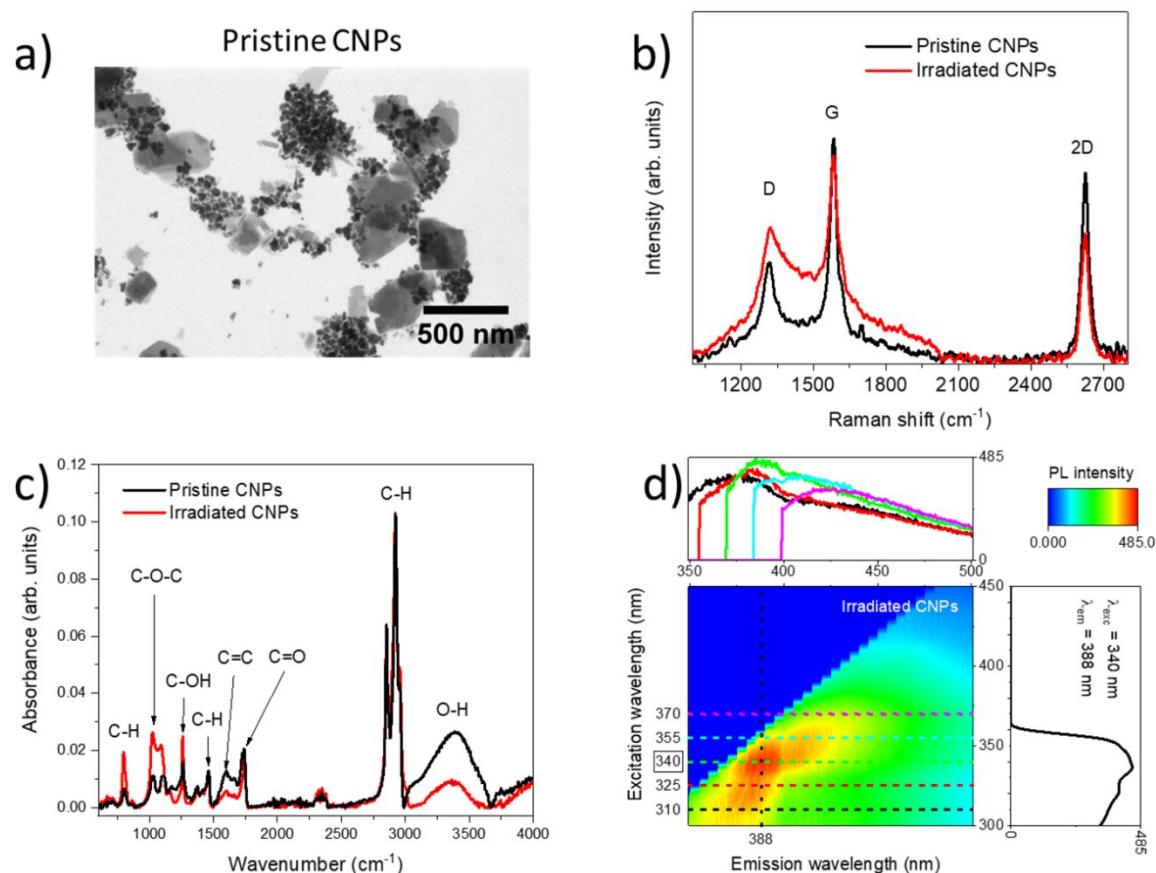 a)
Pristine CNPs
500 nm
b)
Pristine CNPs
Irradiated CNPs
D
G
2D
Intensity (arb. units)
1200 1500 1800 2100 2400 2700
Raman shift (cm⁻¹)
c)
Pristine CNPs
Irradiated CNPs
0.12
0.10
0.08
0.06
0.04
0.02
0.00
Absorbance (arb. units)
C-H
C-O-C
C-OH
C-H
C=C
C=O
C-H
O-H
1000 1500 2000 2500 3000 3500 4000
Wavenumber (cm⁻¹)
d)
485
0
350 400 450 500
PL intensity
0.000 485.0
Irradiated CNPs
Excitation wavelength (nm)
370
355
340
325
310
388
Emission wavelength (nm)
450
400
350
300
λexc = 340 nm
λem = 388 nm
0 485